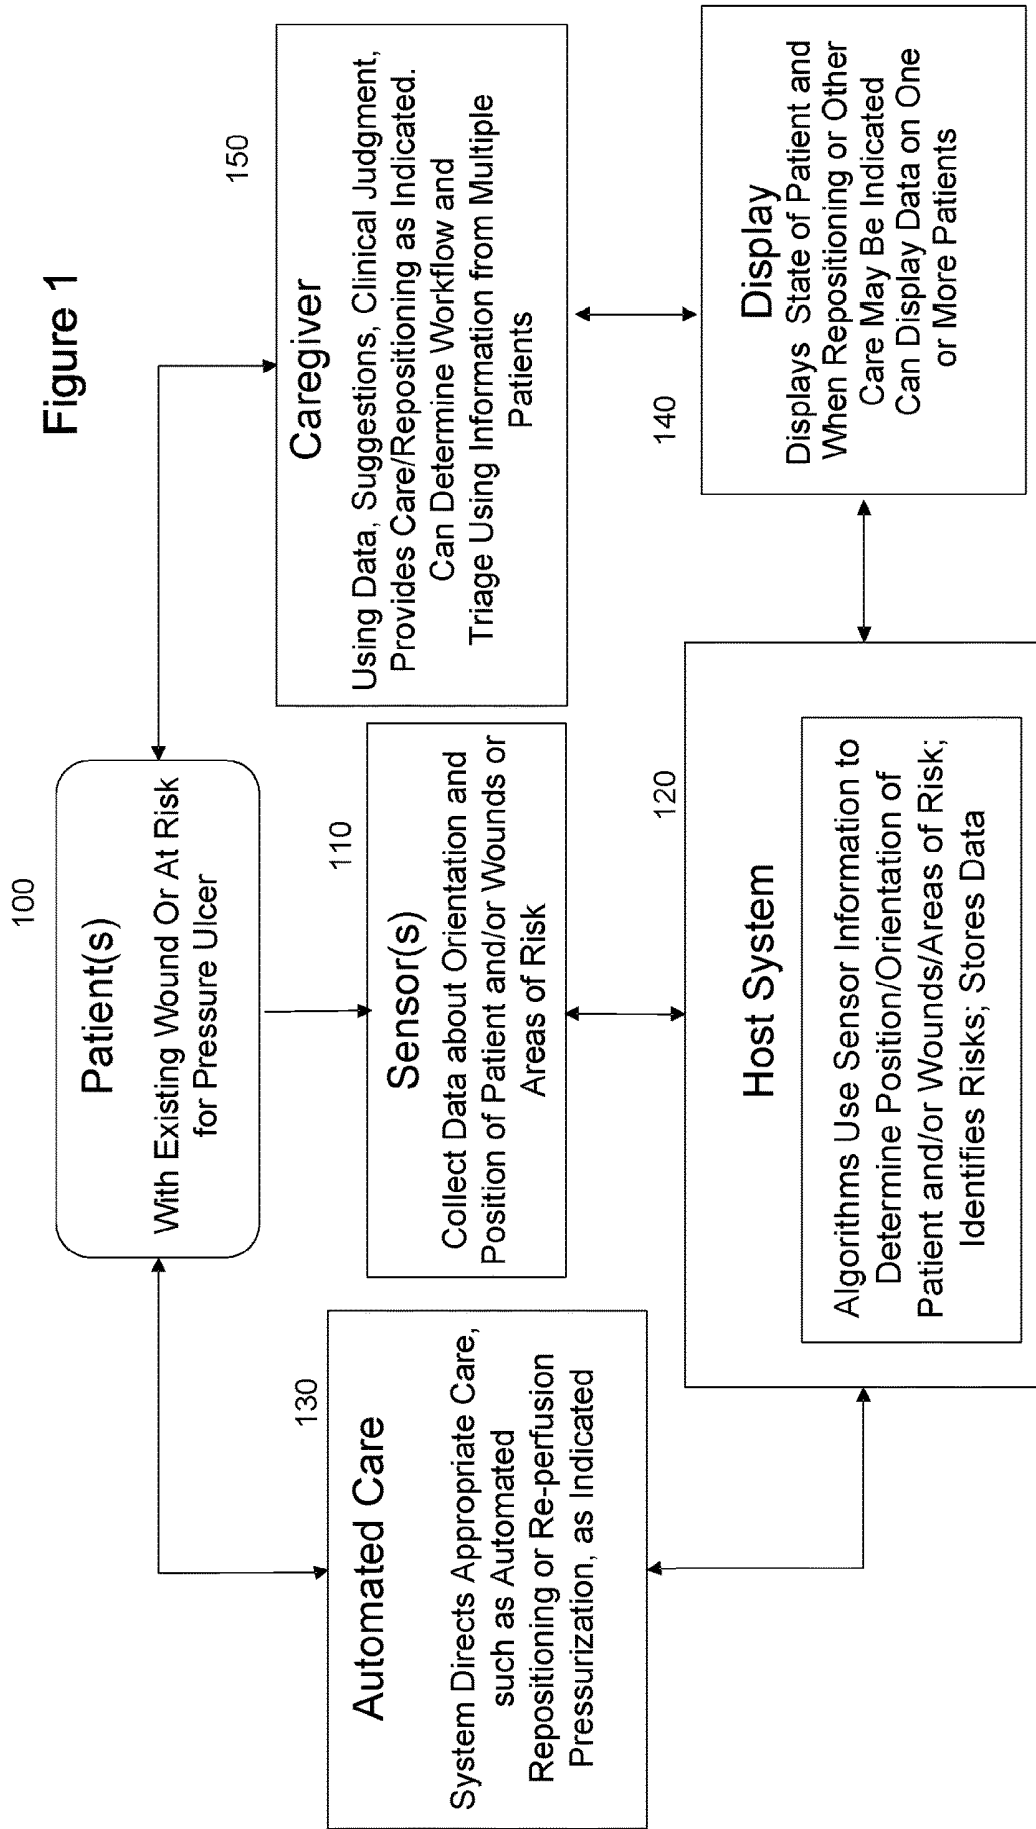 Figure 1
100
Patient(s)
With Existing Wound Or At Risk
for Pressure Ulcer
130
Automated Care
System Directs Appropriate Care,
such as Automated
Repositioning or Re-perfusion
Pressurization, as Indicated
110
Sensor(s)
Collect Data about Orientation and
Position of Patient and/or Wounds or
Areas of Risk
150
Caregiver
Using Data, Suggestions, Clinical Judgment,
Provides Care/Repositioning as Indicated.
Can Determine Workflow and
Triage Using Information from Multiple
Patients
120
Host System
Algorithms Use Sensor Information to
Determine Position/Orientation of
Patient and/or Wounds/Areas of Risk;
Identifies Risks; Stores Data
140
Display
Displays State of Patient and
When Repositioning or Other
Care May Be Indicated
Can Display Data on One
or More Patients